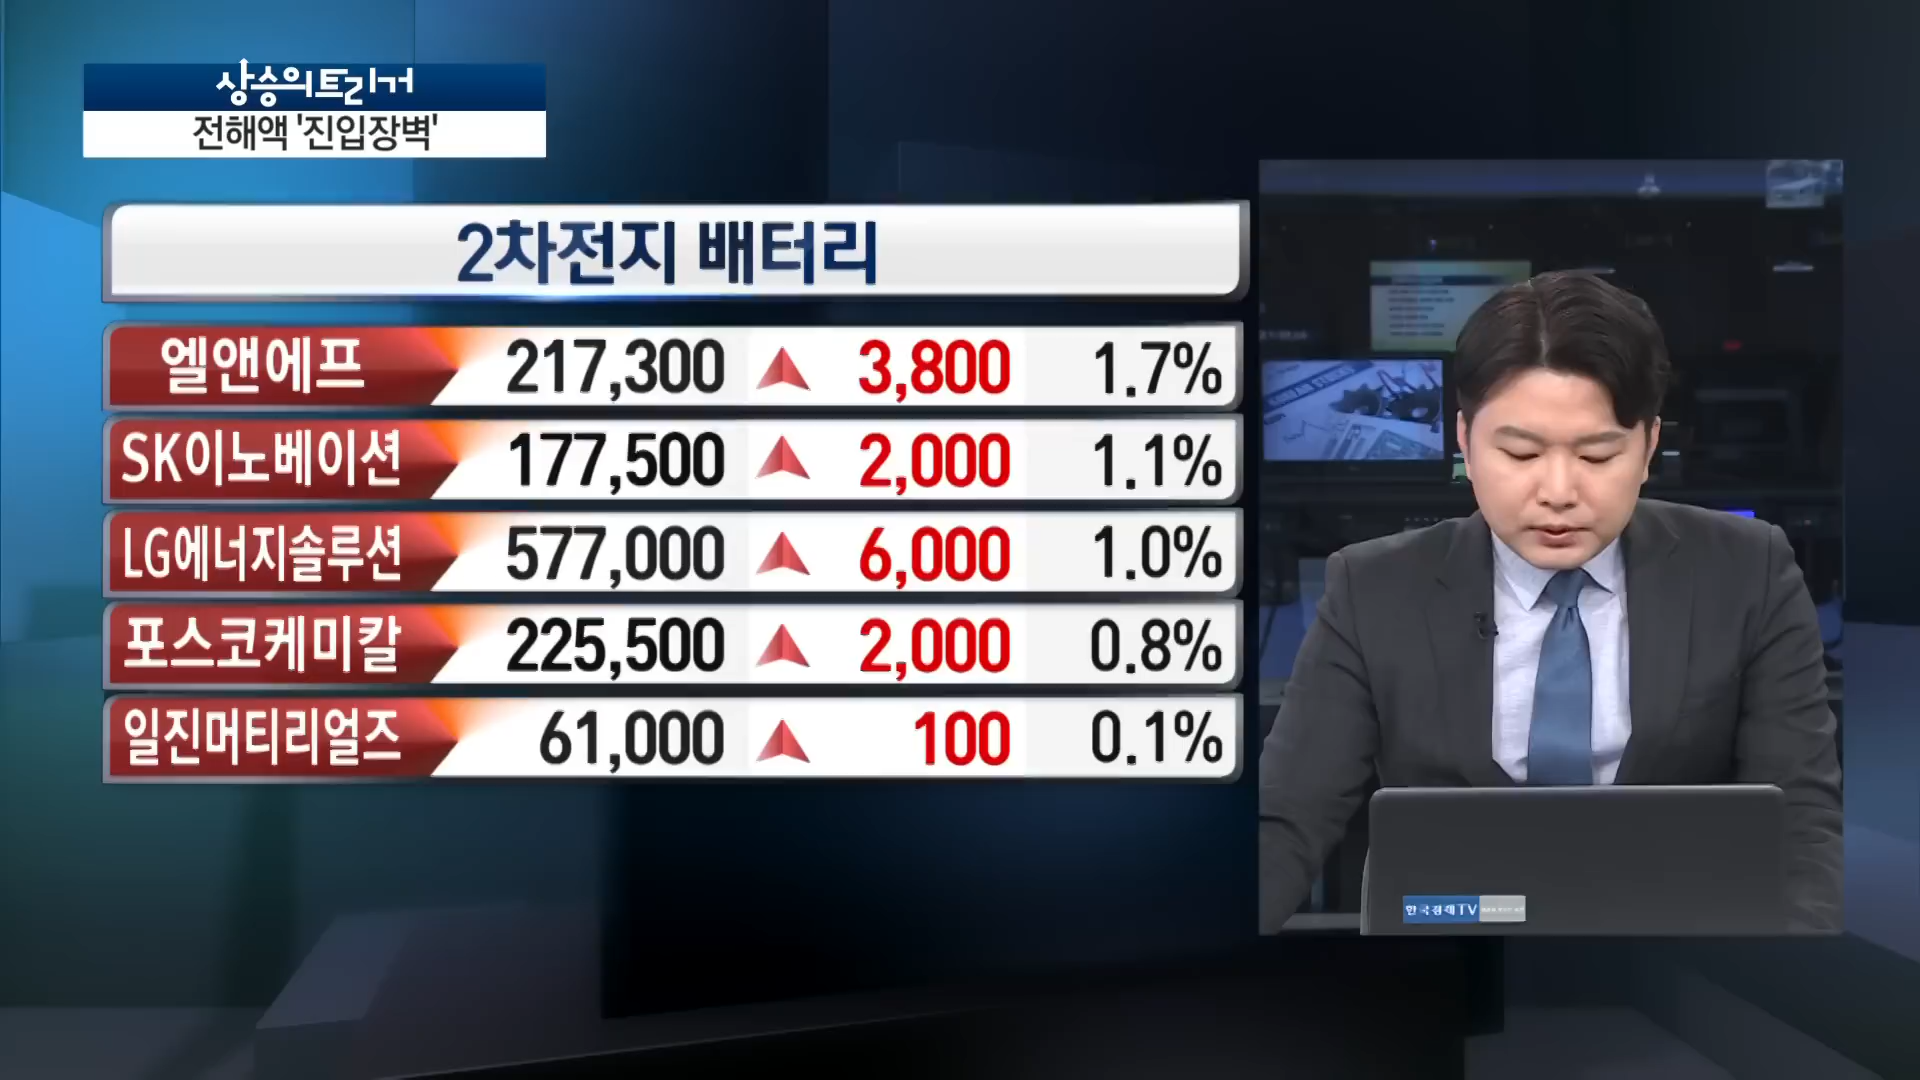 상승의트리거
전해액 '진입장벽'
2차전지 배터리
엘앤에프 217,300 ▲ 3,800 1.7%
SK이노베이션 177,500 ▲ 2,000 1.1%
LG에너지솔루션 577,000 ▲ 6,000 1.0%
포스코케미칼 225,500 ▲ 2,000 0.8%
일진머티리얼즈 61,000 ▲ 100 0.1%
한국경제TV